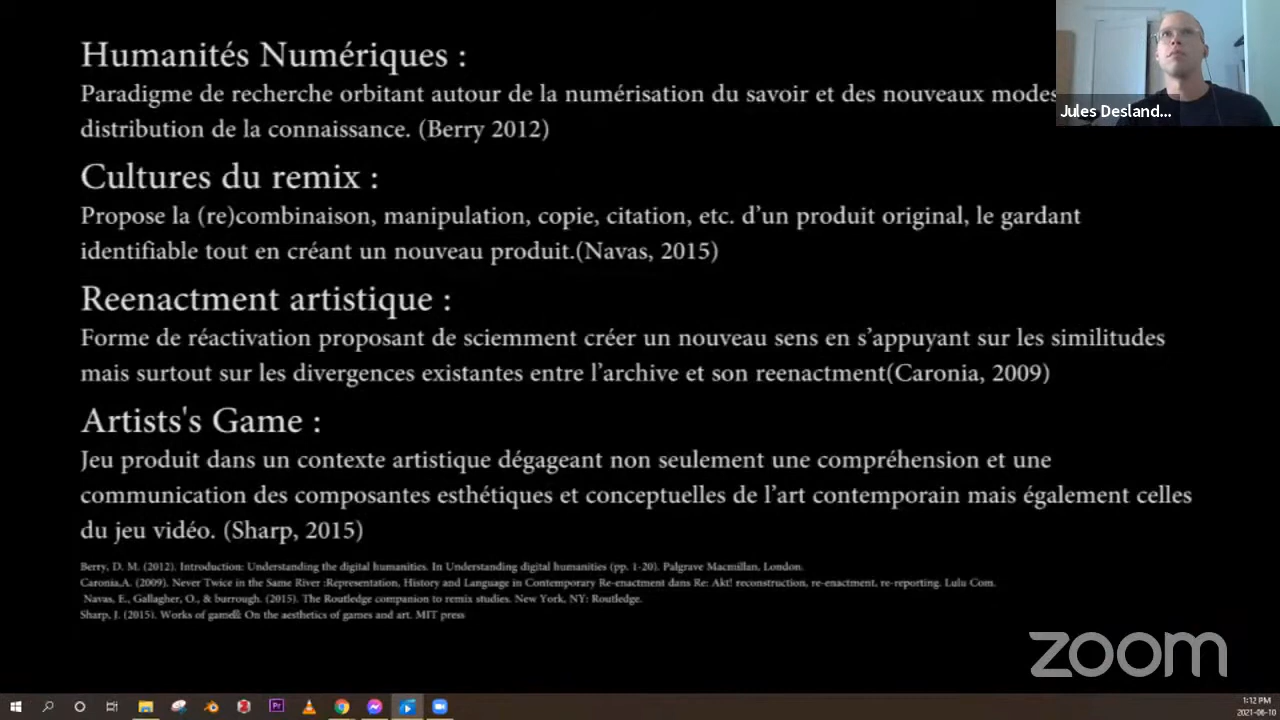 Humanités Numériques :
Paradigme de recherche orbitant autour de la numérisation du savoir et des nouveaux modes
distribution de la connaissance. (Berry 2012)
Cultures du remix :
Propose la (re)combinaison, manipulation, copie, citation, etc. d’un produit original, le gardant
identifiable tout en créant un nouveau produit.(Navas, 2015)
Reenactment artistique :
Forme de réactivation proposant de sciemment créer un nouveau sens en s’appuyant sur les similitudes
mais surtout sur les divergences existantes entre l’archive et son reenactment(Caronia, 2009)
Artists's Game :
Jeu produit dans un contexte artistique dégageant non seulement une compréhension et une
communication des composantes esthétiques et conceptuelles de l’art contemporain mais également celles
du jeu vidéo. (Sharp, 2015)
Berry, D. M. (2012). Introduction: Understanding the digital humanities. In Understanding digital humanities (pp. 1-20). Palgrave Macmillan, London.
Caronia,A. (2009). Never Twice in the Same River :Representation, History and Language in Contemporary Re-enactment dans Re: Akt! reconstruction, re-enactment, re-reporting. Lulu Com.
Navas, E., Gallagher, O., & burrough. (2015). The Routledge companion to remix studies. New York, NY: Routledge.
Sharp, J. (2015). Works of : On the aesthetics of games and art. MIT press
Jules Desland...
zoom
Pr
1:12 PM
2021-06-10